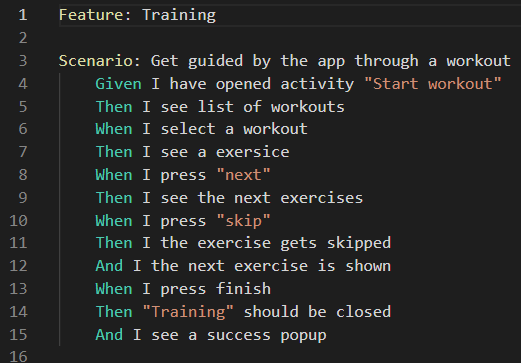 1 Feature: Training
2
3 Scenario: Get guided by the app through a workout
4 Given I have opened activity "Start workout"
5 Then I see list of workouts
6 When I select a workout
7 Then I see a exersice
8 When I press "next"
9 Then I see the next exercises
10 When I press "skip"
11 Then I the exercise gets skipped
12 And I the next exercise is shown
13 When I press finish
14 Then "Training" should be closed
15 And I see a success popup
16